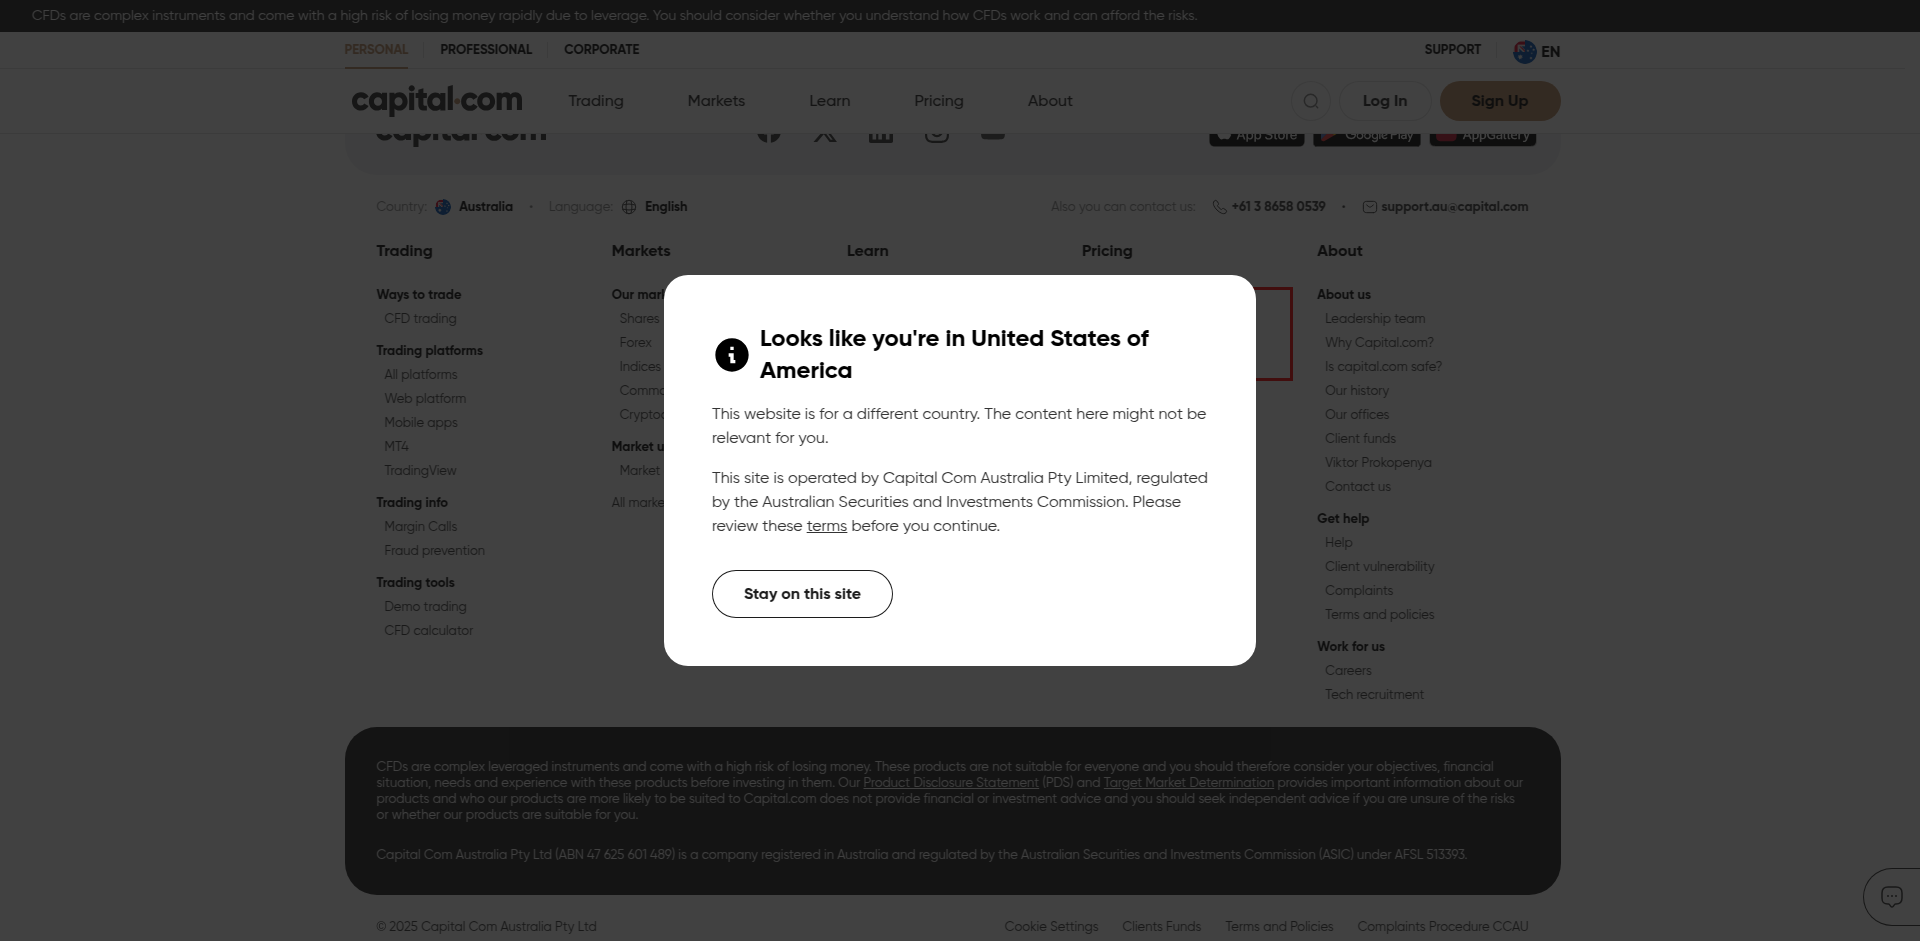 CFDs are complex instruments and come with a high risk of losing money rapidly due to leverage. You should consider whether you understand how CFDs work and can afford the risks.
PERSONAL PROFESSIONAL CORPORATE SUPPORT EN
capital.com Trading Markets Learn Pricing About Log In Sign Up
capital com App Store Google Play AppGallery
Country: Australia · Language: English Also you can contact us: +61 3 8658 0539 · support.au@capital.com
Trading Markets Learn Pricing About
Ways to trade
CFD trading
Trading platforms
All platforms
Web platform
Mobile apps
MT4
TradingView
Trading info
Margin Calls
Fraud prevention
Trading tools
Demo trading
CFD calculator
Our mark
Shares
Forex
Indices
Commo
Cryptoc
Market u
Market
All marke
About us
Leadership team
Why Capital.com?
Is capital.com safe?
Our history
Our offices
Client funds
Viktor Prokopenya
Contact us
Get help
Help
Client vulnerability
Complaints
Terms and policies
Work for us
Careers
Tech recruitment
Looks like you're in United States of
America
This website is for a different country. The content here might not be
relevant for you.
This site is operated by Capital Com Australia Pty Limited, regulated
by the Australian Securities and Investments Commission. Please
review these terms before you continue.
Stay on this site
CFDs are complex leveraged instruments and come with a high risk of losing money. These products are not suitable for everyone and you should therefore consider your objectives, financial
situation, needs and experience with these products before investing in them. Our Product Disclosure Statement (PDS) and Target Market Determination provides important information about our
products and who our products are more likely to be suited to Capital.com does not provide financial or investment advice and you should seek independent advice if you are unsure of the risks
or whether our products are suitable for you.
Capital Com Australia Pty Ltd (ABN 47 625 601 489) is a company registered in Australia and regulated by the Australian Securities and Investments Commission (ASIC) under AFSL 513393.
© 2025 Capital Com Australia Pty Ltd Cookie Settings Clients Funds Terms and Policies Complaints Procedure CCAU